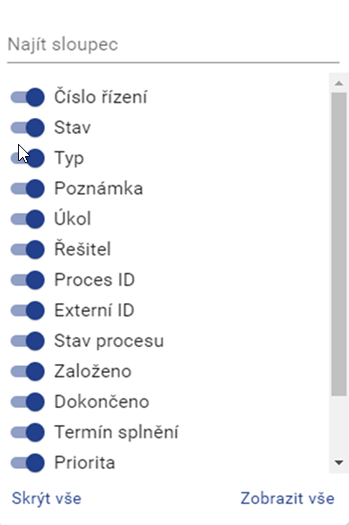 Najít sloupec
Číslo řízení
Stav
Typ
Poznámka
Úkol
Řešitel
Proces ID
Externí ID
Stav procesu
Založeno
Dokončeno
Termín splnění
Priorita
Skrýt vše
Zobrazit vše